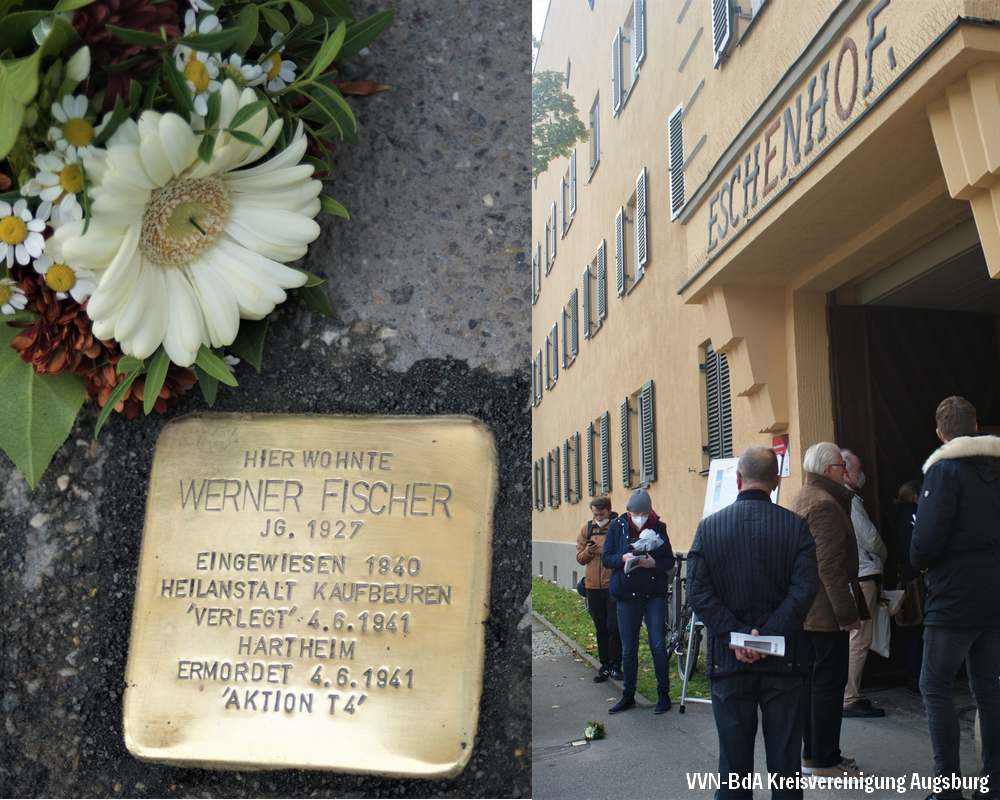 HIER WOHNTE
WERNER FISCHER
JG. 1927
EINGEWIESEN 1940
HEILANSTALT KAUFBEUREN
'VERLEGT' 4.6.1941
HARTHEIM
ERMORDET 4.6.1941
'AKTION T4'
ESCHENHOF
VVN-BdA Kreisvereinigung Augsburg